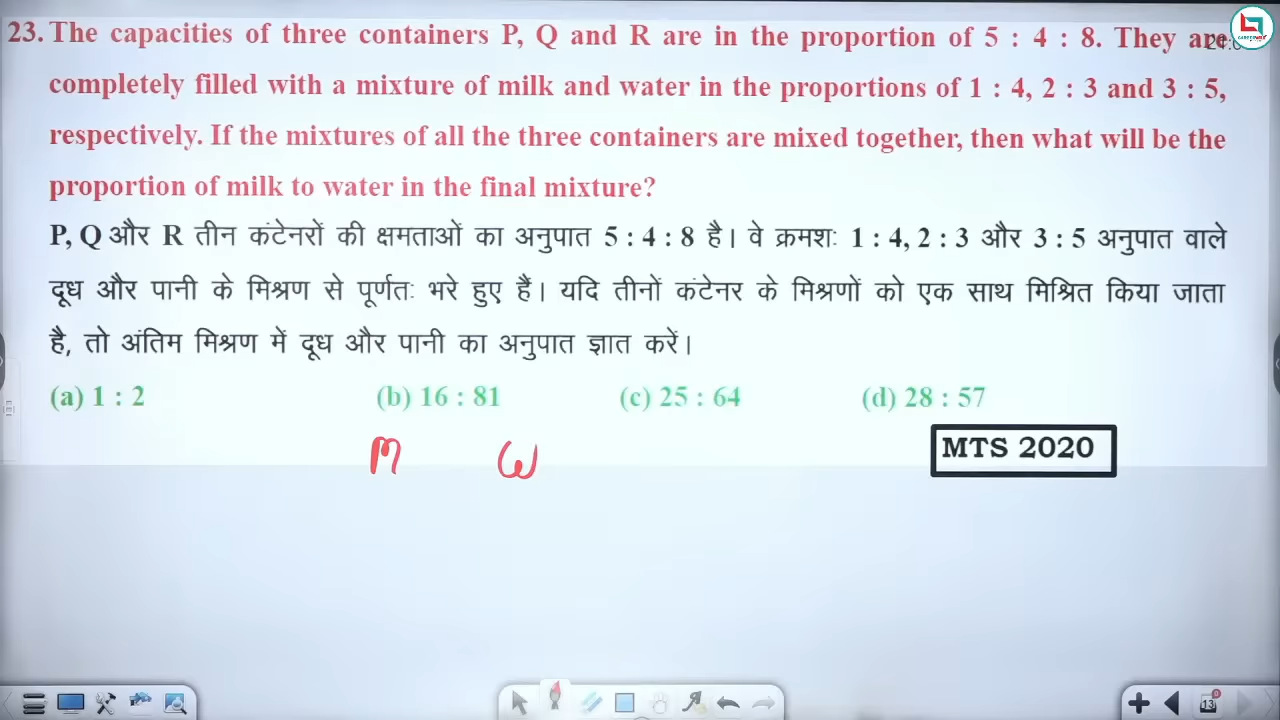 23. The capacities of three containers P, Q and R are in the proportion of 5 : 4 : 8. They are
completely filled with a mixture of milk and water in the proportions of 1 : 4, 2 : 3 and 3 : 5,
respectively. If the mixtures of all the three containers are mixed together, then what will be the
proportion of milk to water in the final mixture?
P, Q और R तीन कंटेनरों की क्षमताओं का अनुपात 5 : 4 : 8 है। वे क्रमशः 1 : 4, 2 : 3 और 3 : 5 अनुपात वाले
दूध और पानी के मिश्रण से पूर्णतः भरे हुए हैं। यदि तीनों कंटेनर के मिश्रणों को एक साथ मिश्रित किया जाता
है, तो अंतिम मिश्रण में दूध और पानी का अनुपात ज्ञात करें।
(a) 1 : 2 (b) 16 : 81 (c) 25 : 64 (d) 28 : 57
M W
MTS 2020
13